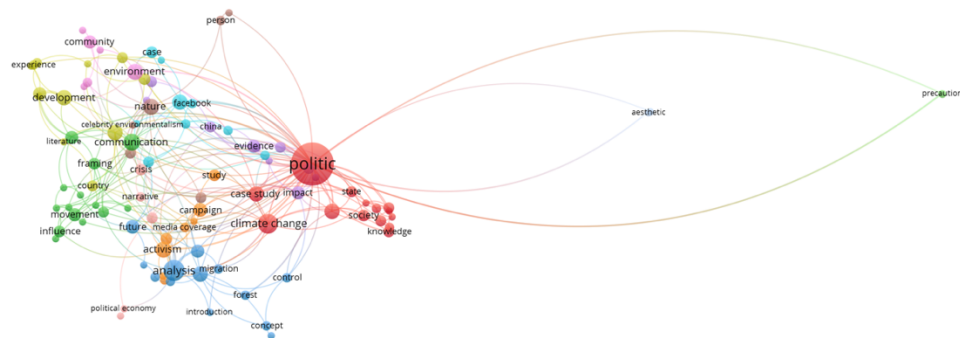 person
community
case
experience
environment
development
nature
facebook
precaution
aesthetic
celebrity environmentalism
china
literature
communication
evidence
framing
crisis
politic
study
country
case study
impact
state
narrative
campaign
movement
society
climate change
influence
future
media coverage
knowledge
activism
analysis
migration
control
forest
political economy
introduction
concept